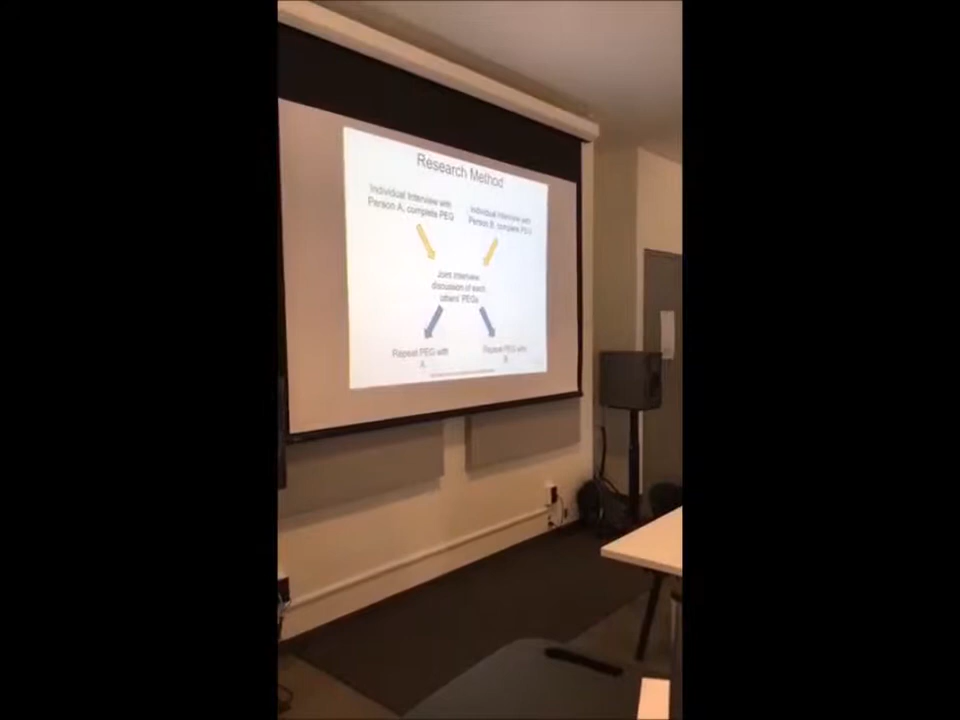 Research Method
Individual Interview with
Person A, complete PEG
Individual Interview with
Person B, complete PEG
Joint Interview,
discussion of each
others' PEGs
Repeat PEG with
A
Repeat PEG with
B